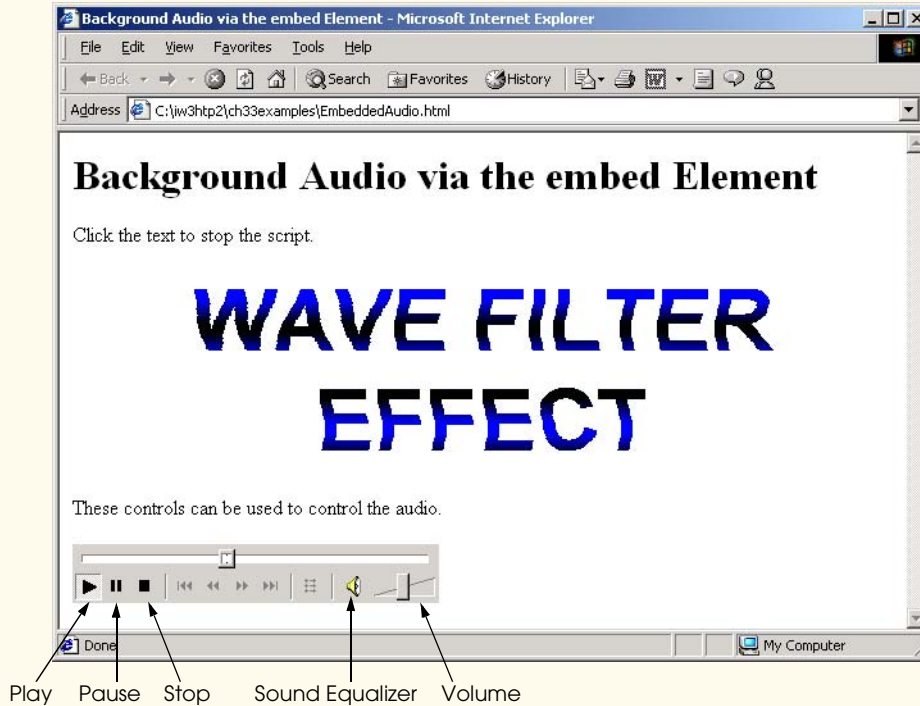 Background Audio via the embed Element - Microsoft Internet Explorer
File Edit View Favorites Tools Help
Back Search Favorites History
Address C:\iw3htp2\ch33examples\EmbeddedAudio.html
Background Audio via the embed Element
Click the text to stop the script.
WAVE FILTER
EFFECT
These controls can be used to control the audio.
Done My Computer
Play Pause Stop Sound Equalizer Volume